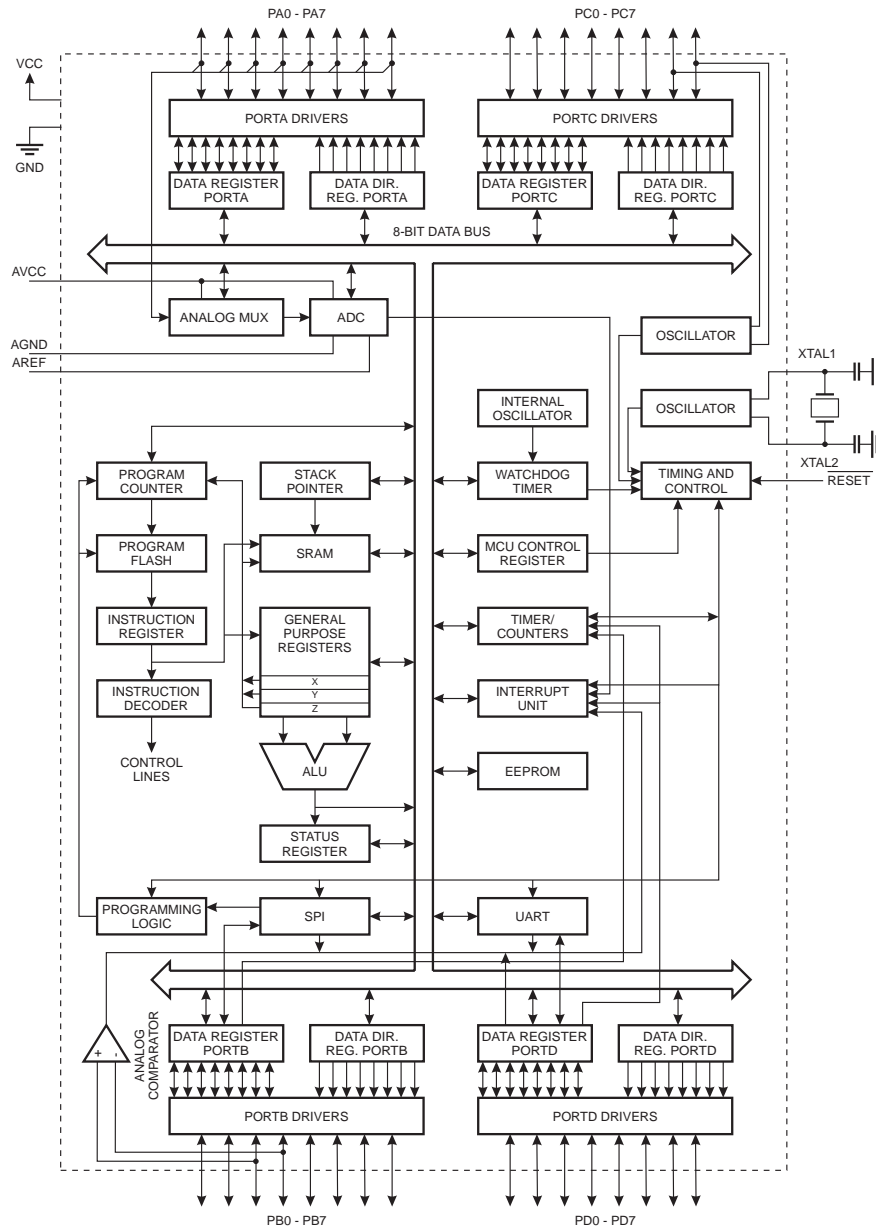 PA0 - PA7
PC0 - PC7
VCC
GND
PORTA DRIVERS
PORTC DRIVERS
DATA REGISTER
PORTA
DATA DIR.
REG. PORTA
DATA REGISTER
PORTC
DATA DIR.
REG. PORTC
8-BIT DATA BUS
AVCC
ANALOG MUX
ADC
AGND
AREF
OSCILLATOR
XTAL1
INTERNAL
OSCILLATOR
OSCILLATOR
XTAL2
RESET
PROGRAM
COUNTER
STACK
POINTER
WATCHDOG
TIMER
TIMING AND
CONTROL
PROGRAM
FLASH
SRAM
MCU CONTROL
REGISTER
INSTRUCTION
REGISTER
GENERAL
PURPOSE
REGISTERS
X
Y
Z
TIMER/
COUNTERS
INSTRUCTION
DECODER
INTERRUPT
UNIT
CONTROL
LINES
ALU
EEPROM
STATUS
REGISTER
PROGRAMMING
LOGIC
SPI
UART
ANALOG
COMPARATOR
+
-
DATA REGISTER
PORTB
DATA DIR.
REG. PORTB
DATA REGISTER
PORTD
DATA DIR.
REG. PORTD
PORTB DRIVERS
PORTD DRIVERS
PB0 - PB7
PD0 - PD7